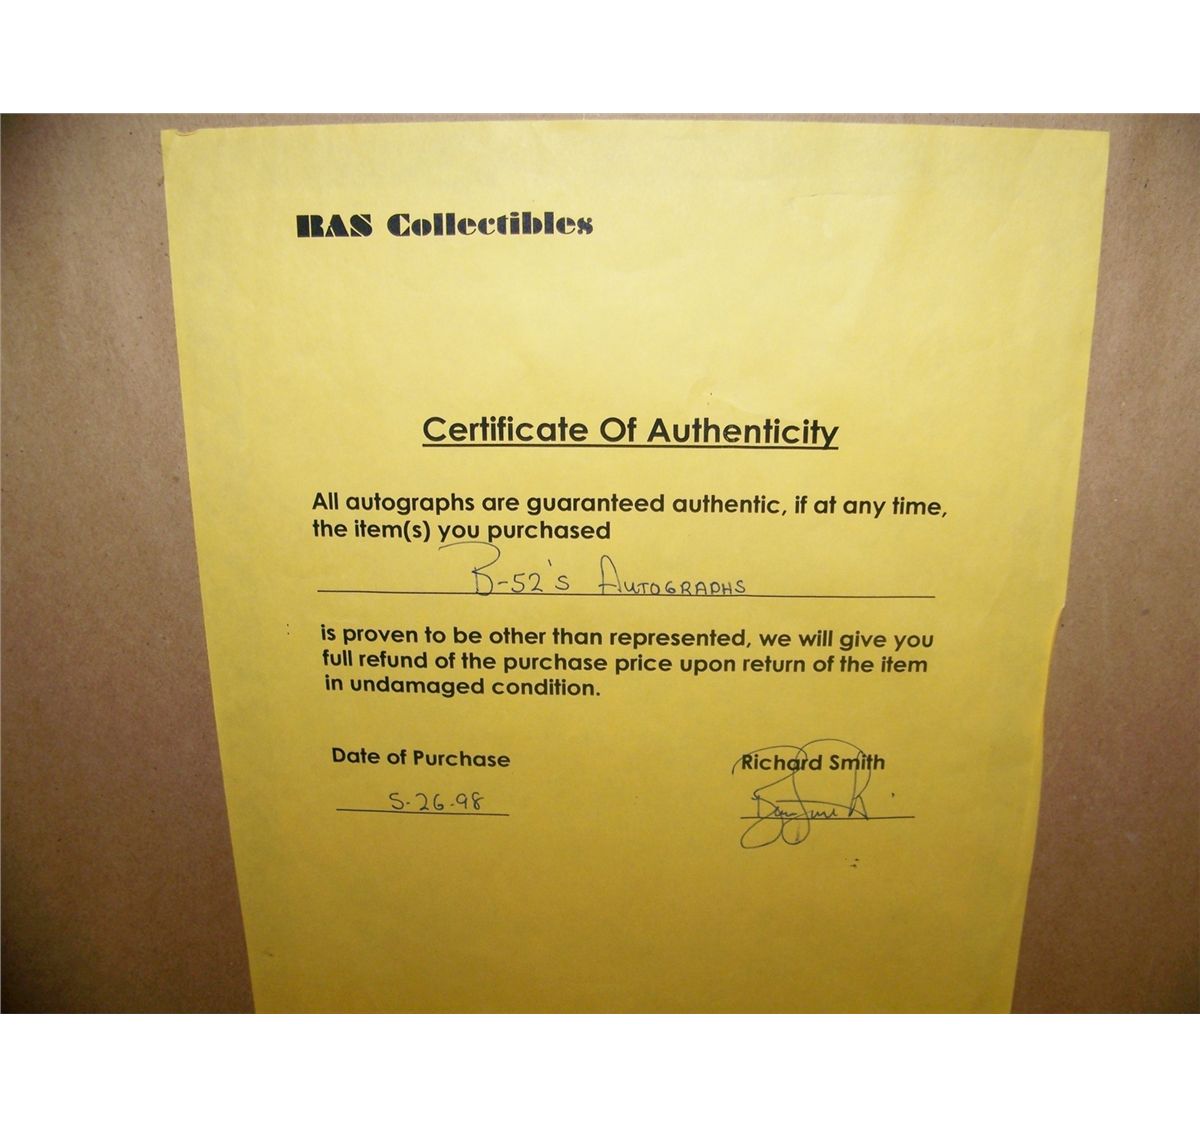 RAS Collectibles
Certificate Of Authenticity
All autographs are guaranteed authentic, if at any time,
the item(s) you purchased
B-52's AUTOGRAPHS
is proven to be other than represented, we will give you
full refund of the purchase price upon return of the item
in undamaged condition.
Date of Purchase
Richard Smith
5-26-98